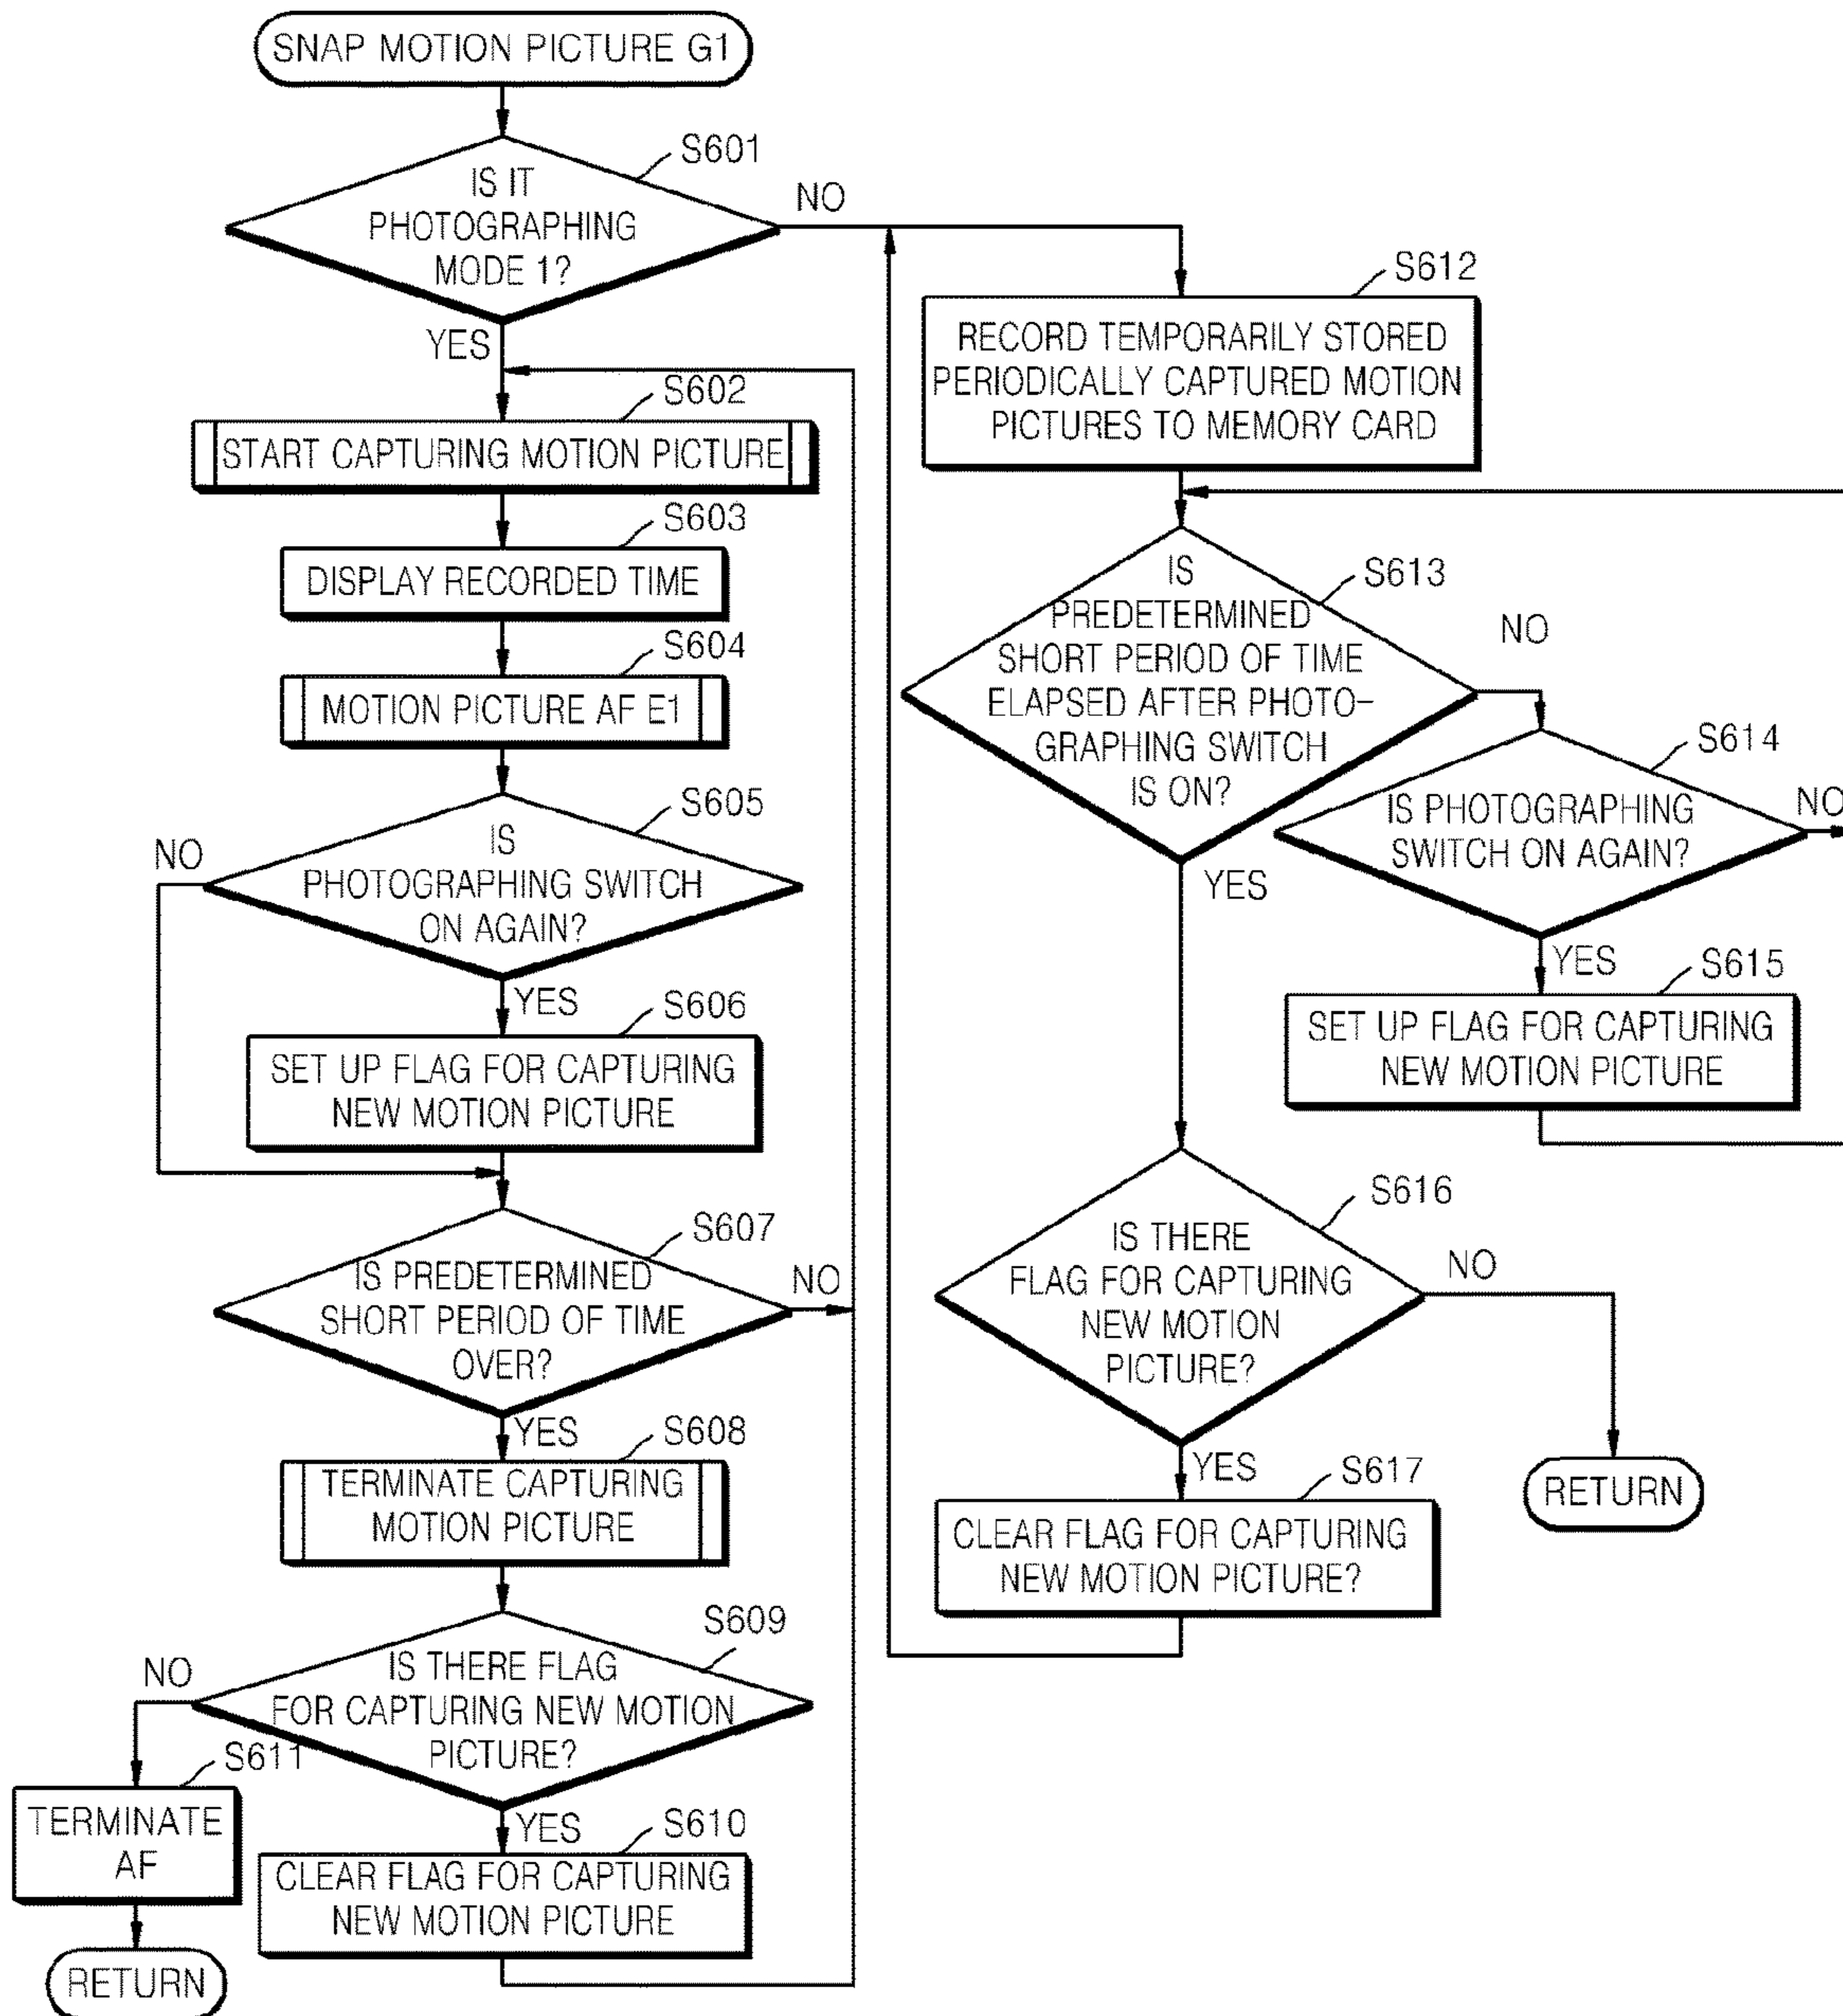 SNAP MOTION PICTURE G1
S601
IS IT
PHOTOGRAPHING
MODE 1?
NO
YES
S602
START CAPTURING MOTION PICTURE
S603
DISPLAY RECORDED TIME
S604
MOTION PICTURE AF E1
S605
IS
PHOTOGRAPHING SWITCH
ON AGAIN?
NO
YES
S606
SET UP FLAG FOR CAPTURING
NEW MOTION PICTURE
S607
IS PREDETERMINED
SHORT PERIOD OF TIME
OVER?
NO
YES
S608
TERMINATE CAPTURING
MOTION PICTURE
S609
IS THERE FLAG
FOR CAPTURING NEW MOTION
PICTURE?
NO
S611
TERMINATE
AF
RETURN
YES
S610
CLEAR FLAG FOR CAPTURING
NEW MOTION PICTURE
S612
RECORD TEMPORARILY STORED
PERIODICALLY CAPTURED MOTION
PICTURES TO MEMORY CARD
S613
IS
PREDETERMINED
SHORT PERIOD OF TIME
ELAPSED AFTER PHOTO-
GRAPHING SWITCH
IS ON?
NO
YES
S614
IS PHOTOGRAPHING
SWITCH ON AGAIN?
NO
YES
S615
SET UP FLAG FOR CAPTURING
NEW MOTION PICTURE
S616
IS THERE
FLAG FOR CAPTURING
NEW MOTION
PICTURE?
NO
RETURN
YES
S617
CLEAR FLAG FOR CAPTURING
NEW MOTION PICTURE?